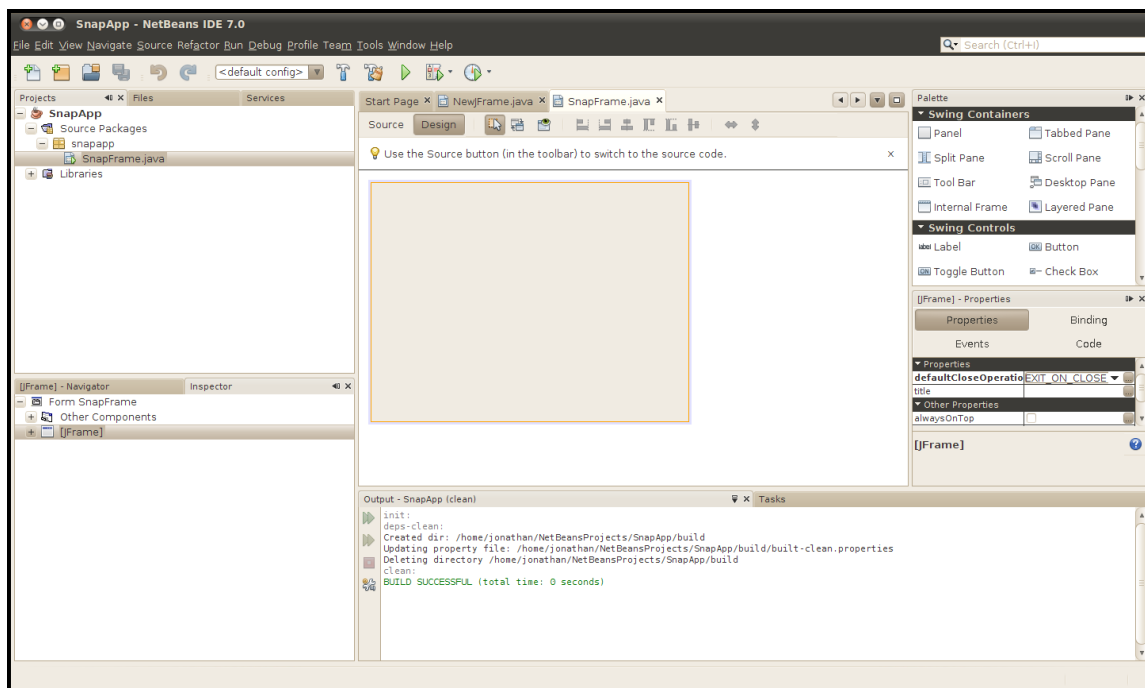 SnapApp - NetBeans IDE 7.0
File Edit View Navigate Source Refactor Run Debug Profile Team Tools Window Help
Search (Ctrl+I)
<default config>
Projects Files Services
SnapApp
Source Packages
snapapp
SnapFrame.java
Libraries
Start Page NewJFrame.java SnapFrame.java
Source Design
Use the Source button (in the toolbar) to switch to the source code.
Palette
Swing Containers
Panel Tabbed Pane
Split Pane Scroll Pane
Tool Bar Desktop Pane
Internal Frame Layered Pane
Swing Controls
label Label OK Button
ON Toggle Button Check Box
[JFrame] - Properties
Properties Binding
Events Code
Properties
defaultCloseOperatio EXIT_ON_CLOSE
title
Other Properties
alwaysOnTop
[JFrame]
[JFrame] - Navigator Inspector
Form SnapFrame
Other Components
[JFrame]
Output - SnapApp (clean) Tasks
init:
deps-clean:
Created dir: /home/jonathan/NetBeansProjects/SnapApp/build
Updating property file: /home/jonathan/NetBeansProjects/SnapApp/build/built-clean.properties
Deleting directory /home/jonathan/NetBeansProjects/SnapApp/build
clean:
BUILD SUCCESSFUL (total time: 0 seconds)